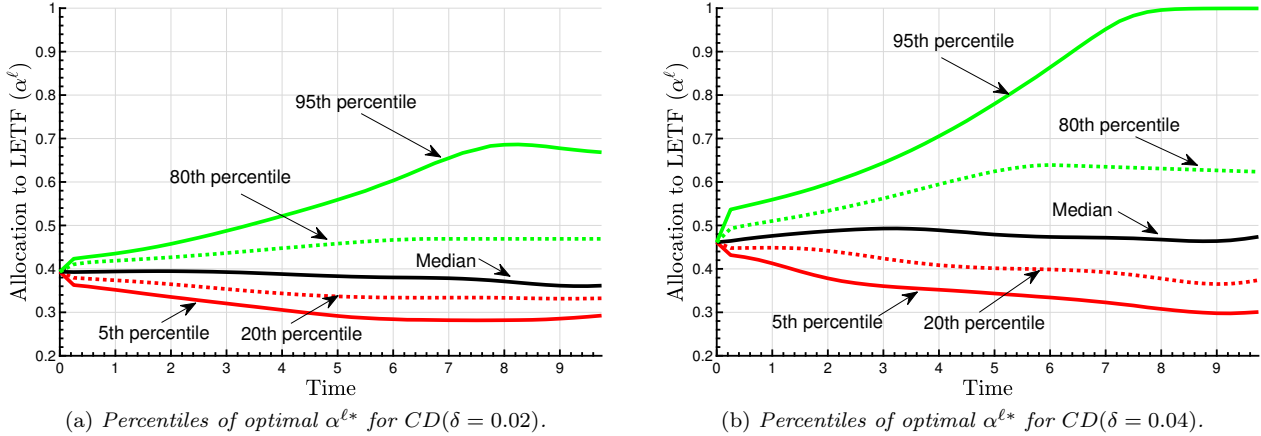 1
0.9
0.8
0.7
0.6
0.5
0.4
0.3
0.2
Allocation to LETF (αℓ)
95th percentile
80th percentile
Median
5th percentile
20th percentile
0 1 2 3 4 5 6 7 8 9
Time
(a) Percentiles of optimal αℓ* for CD(δ = 0.02).
1
0.9
0.8
0.7
0.6
0.5
0.4
0.3
0.2
Allocation to LETF (αℓ)
95th percentile
80th percentile
Median
5th percentile
20th percentile
0 1 2 3 4 5 6 7 8 9
Time
(b) Percentiles of optimal αℓ* for CD(δ = 0.04).